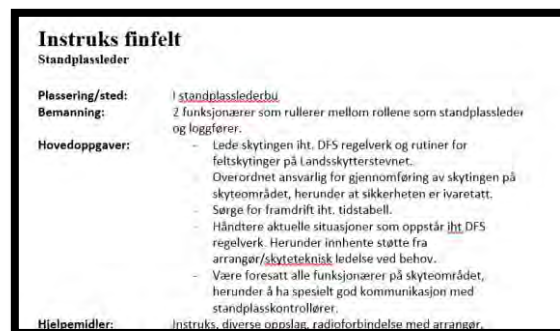 Instruks finfelt
Standplassleder
Plassering/sted: I standplasslederbu
Bemanning: 2 funksjonærer som rullerer mellom rollene som standplassleder
og loggfører.
Hovedoppgaver: - Lede skytingen iht. DFS regelverk og rutiner for
feltskytinger på Landsskytterstevnet.
- Overordnet ansvarlig for gjennomføring av skytingen på
skyteområdet, herunder at sikkerheten er ivaretatt.
- Sørge for framdrift iht. tidstabell.
- Håndtere aktuelle situasjoner som oppstår iht DFS
regelverk. Herunder innhente støtte fra
arrangør/skyteteknisk ledelse ved behov.
- Være foresatt alle funksjonærer på skyteområdet,
herunder å ha spesielt god kommunikasjon med
standplasskontrollører.
Hjelpemidler: Instruks, diverse oppslag, radioforbindelse med arrangør,